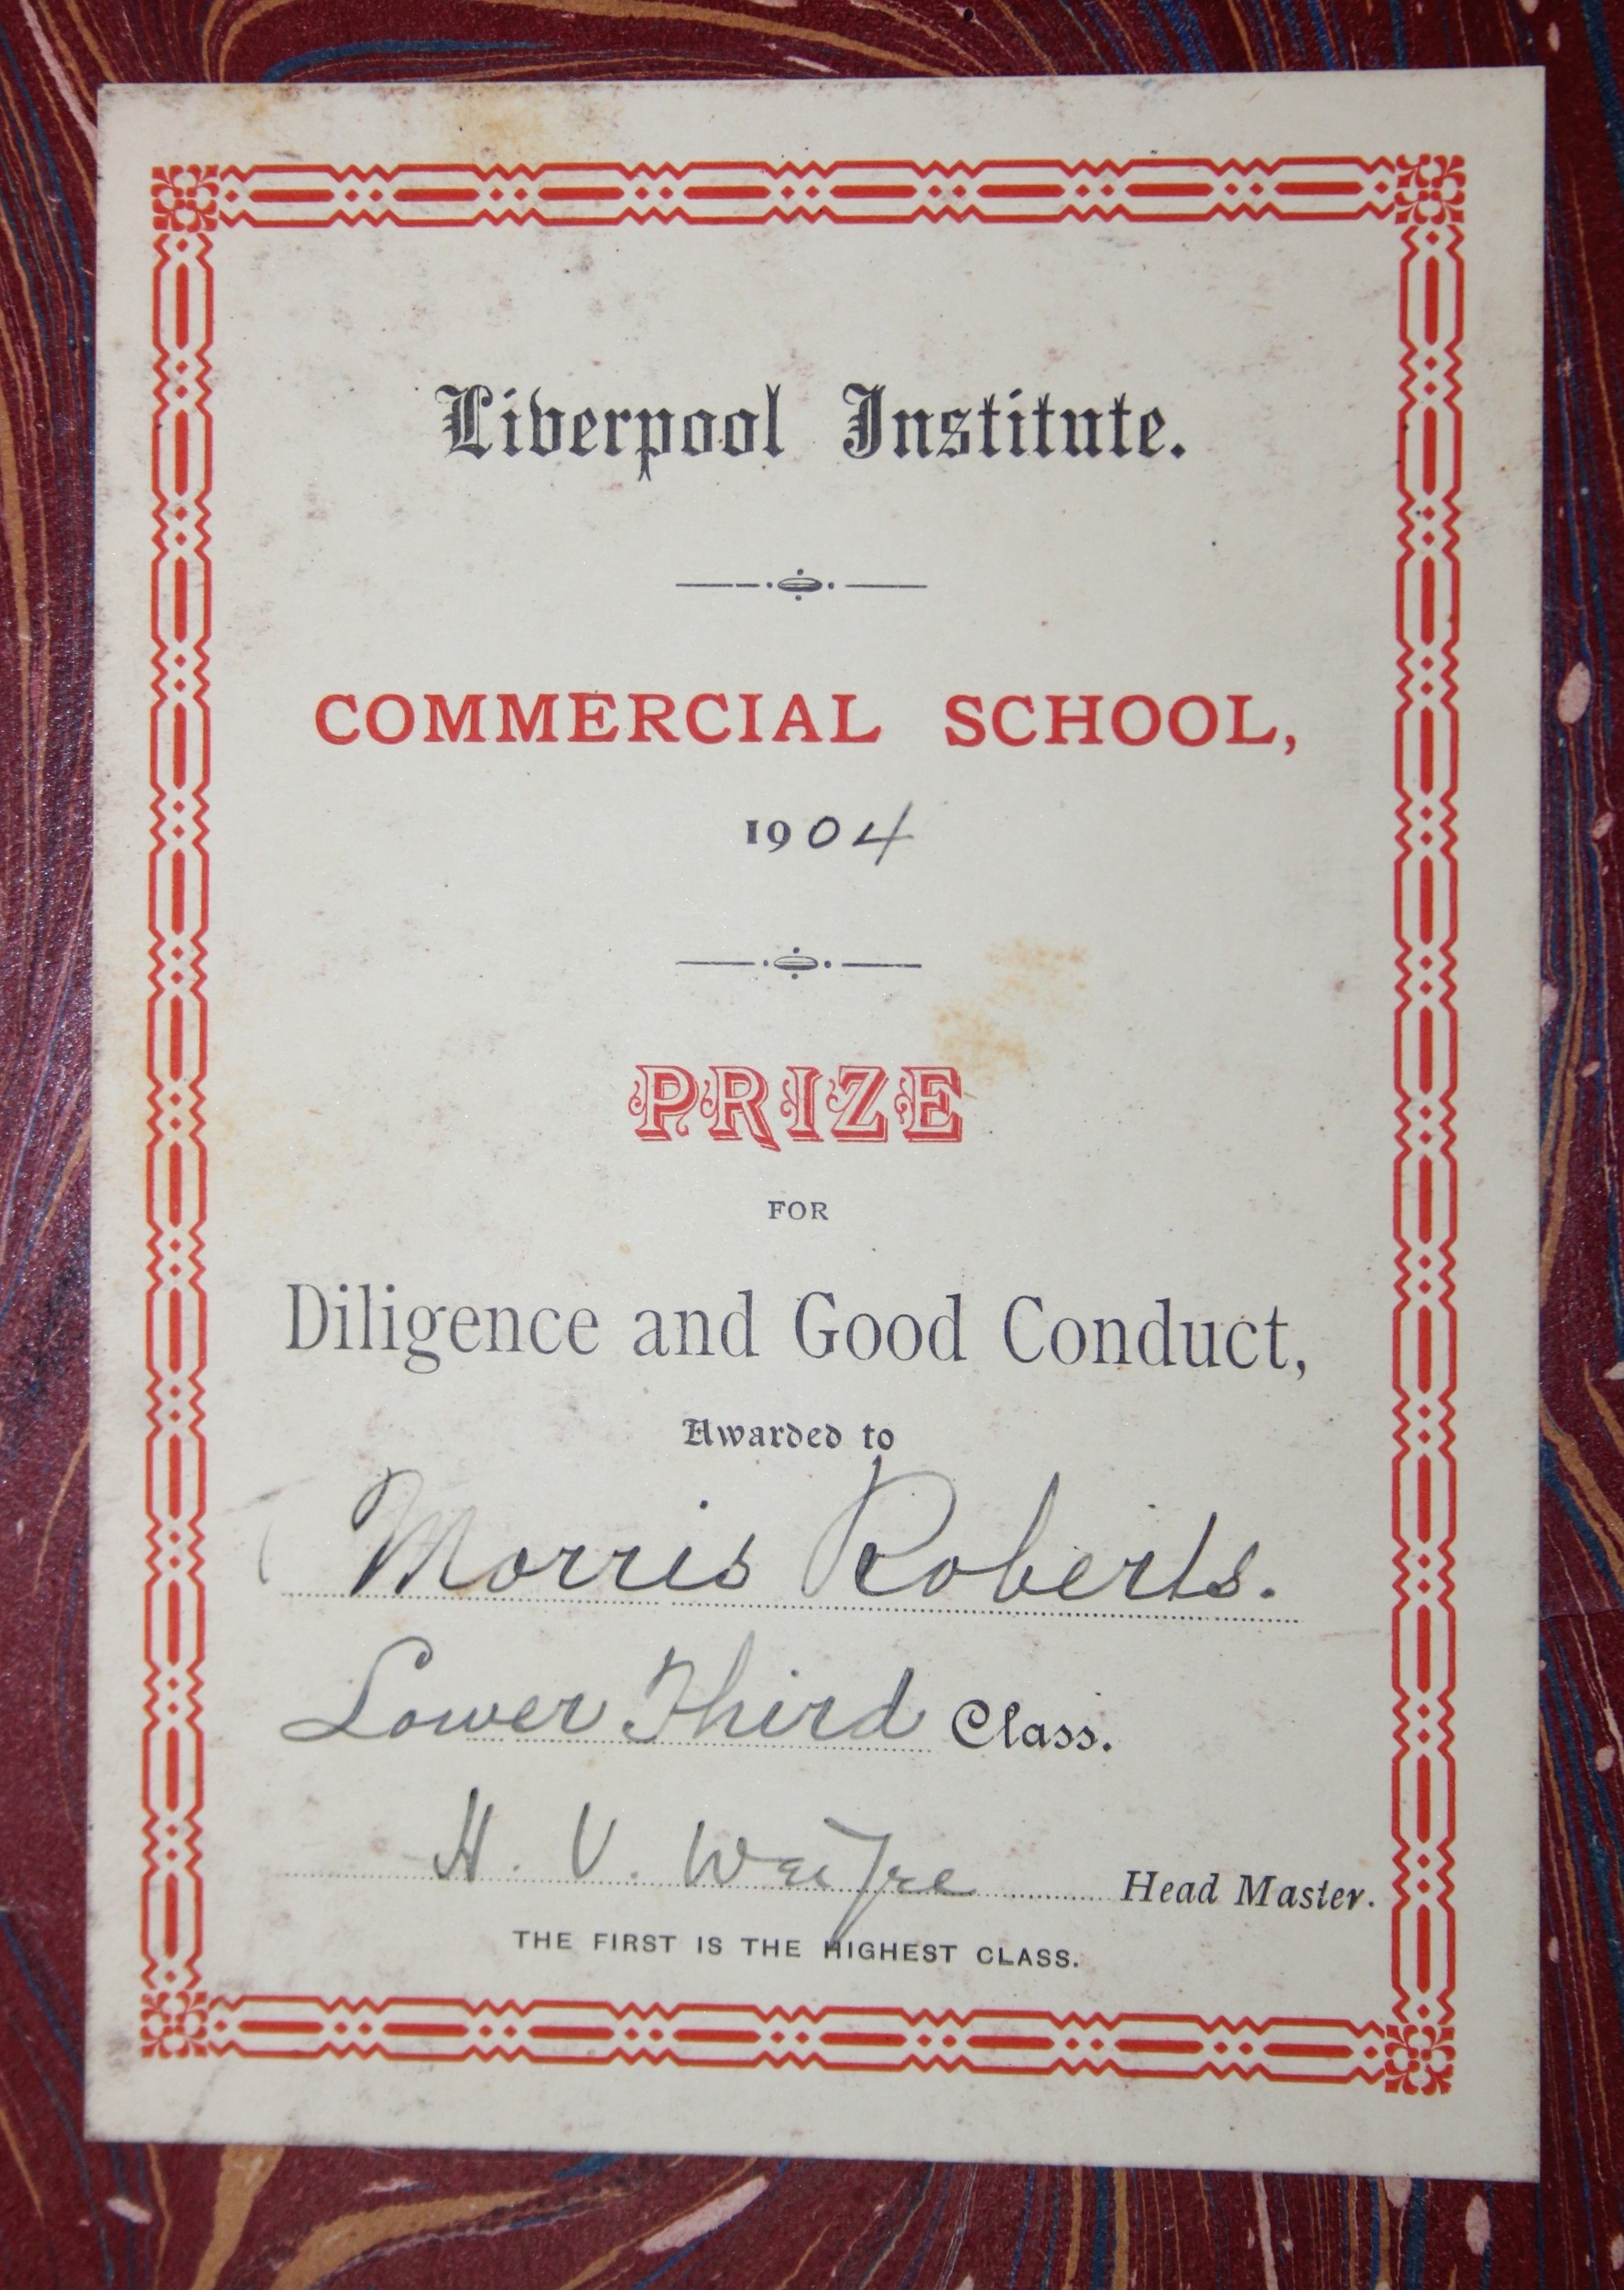 Liverpool Institute.
COMMERCIAL SCHOOL,
1904
PRIZE
FOR
Diligence and Good Conduct,
Awarded to
Morris Roberts.
Lower Third Class.
H. V. Head Master.
THE FIRST IS THE HIGHEST CLASS.